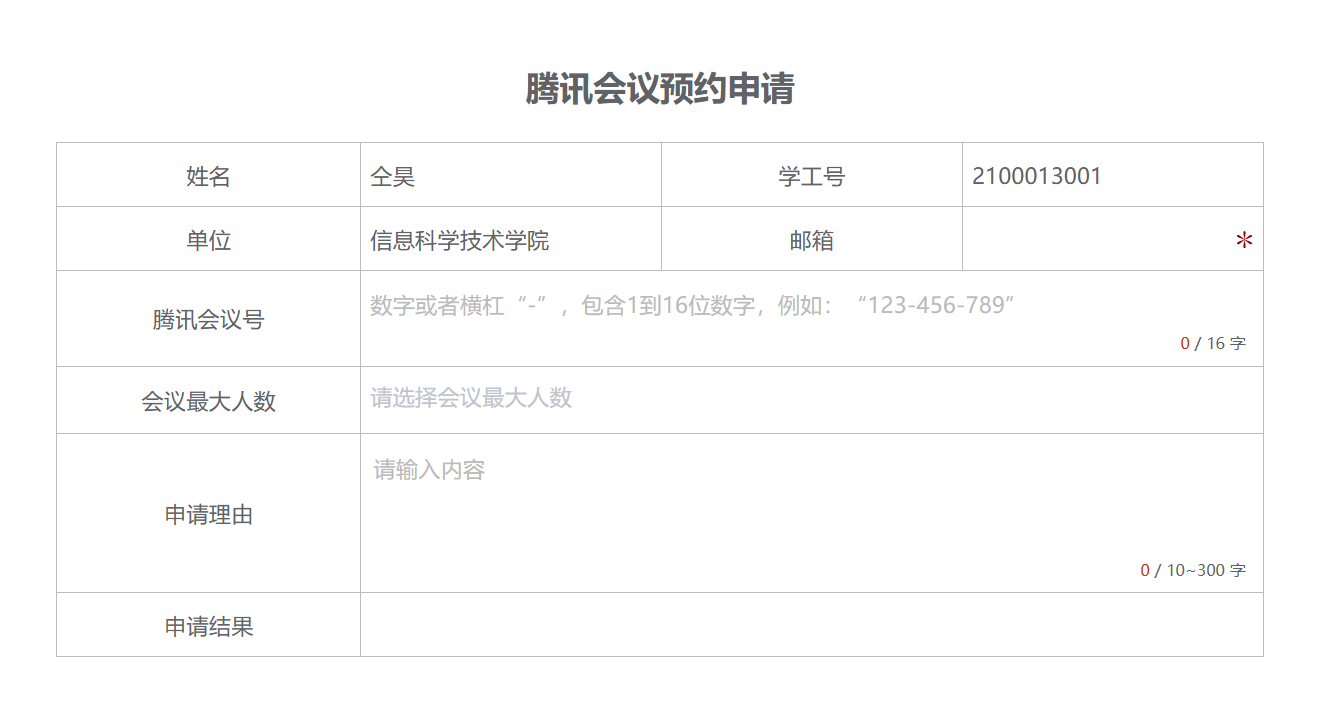 腾讯会议预约申请
姓名 仝昊 学工号 2100013001
单位 信息科学技术学院 邮箱 *
腾讯会议号 数字或者横杠“-”，包含1到16位数字，例如：“123-456-789”
0 / 16 字
会议最大人数 请选择会议最大人数
申请理由 请输入内容
0 / 10~300 字
申请结果